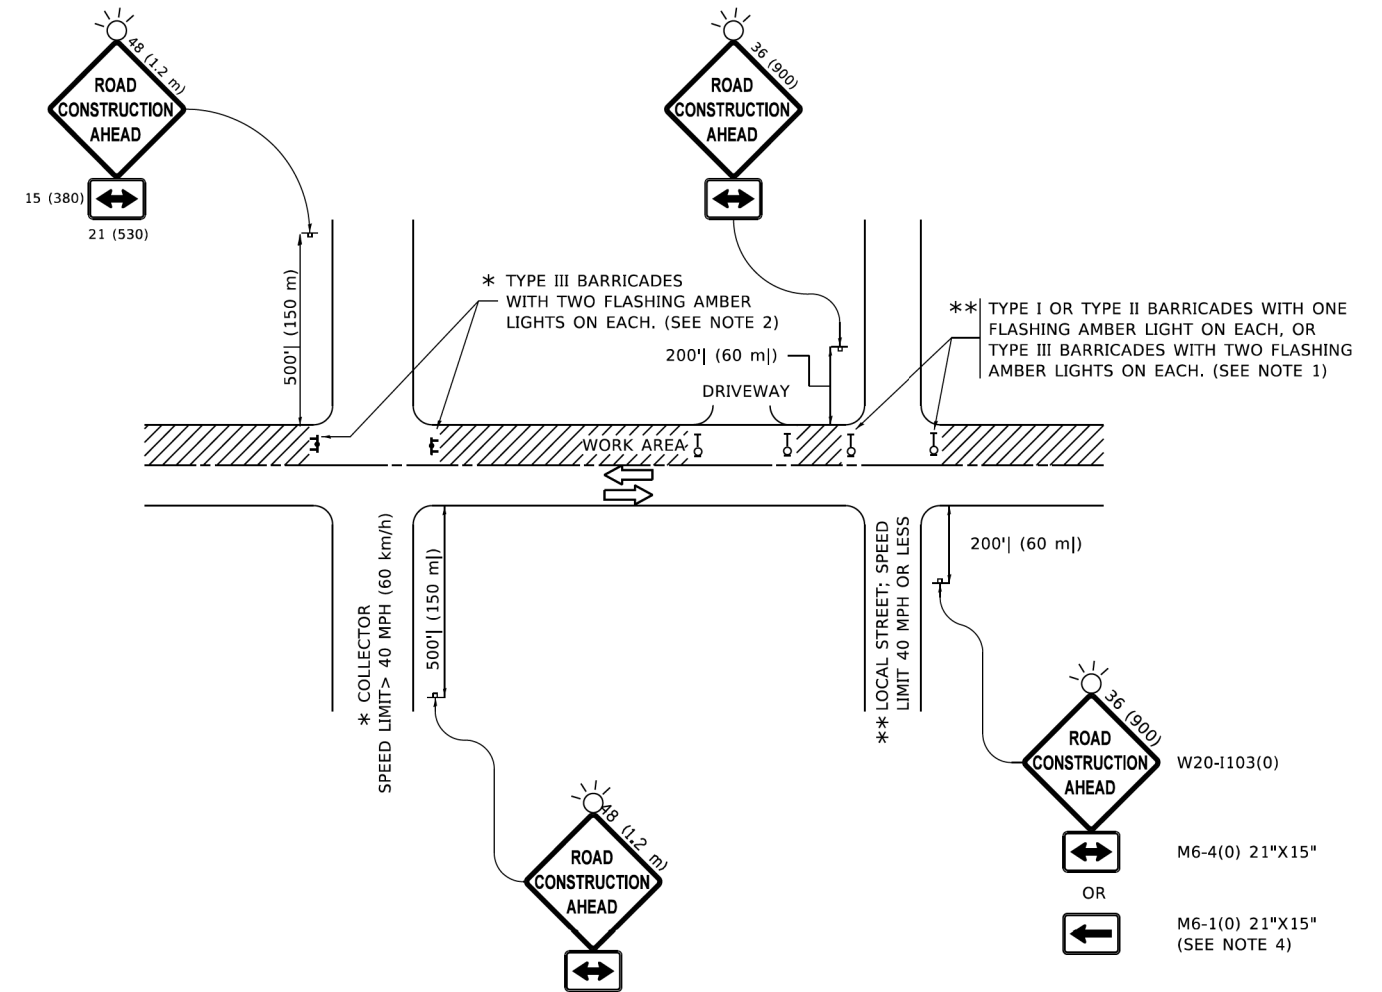 48 (1.2 m)
ROAD
CONSTRUCTION
AHEAD
15 (380)
21 (530)
36 (900)
ROAD
CONSTRUCTION
AHEAD
500'| (150 m)
* TYPE III BARRICADES
WITH TWO FLASHING AMBER
LIGHTS ON EACH. (SEE NOTE 2)
** TYPE I OR TYPE II BARRICADES WITH ONE
FLASHING AMBER LIGHT ON EACH, OR
TYPE III BARRICADES WITH TWO FLASHING
AMBER LIGHTS ON EACH. (SEE NOTE 1)
200'| (60 m|)
DRIVEWAY
WORK AREA
* COLLECTOR
SPEED LIMIT> 40 MPH (60 km/h)
500'| (150 m|)
** LOCAL STREET; SPEED
LIMIT 40 MPH OR LESS
200'| (60 m|)
48 (1.2 m)
ROAD
CONSTRUCTION
AHEAD
36 (900)
ROAD
CONSTRUCTION
AHEAD
W20-I103(0)
M6-4(0) 21"X15"
OR
M6-1(0) 21"X15"
(SEE NOTE 4)